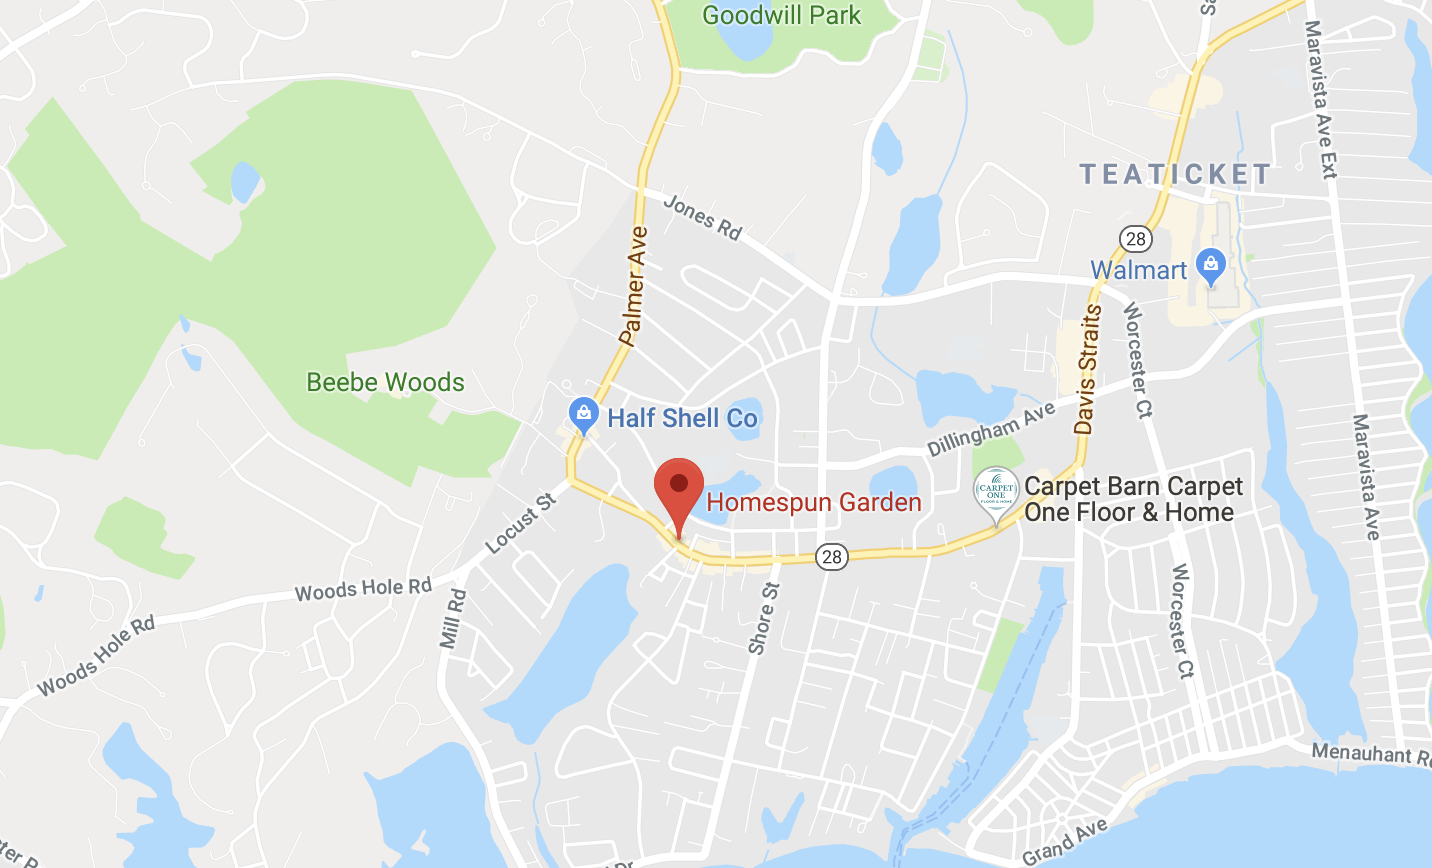 Goodwill Park
Maravista Ave Ext
TEATICKET
Jones Rd
28
Walmart
Palmer Ave
Worcester Ct
Davis Straits
Beebe Woods
Half Shell Co
Dillingham Ave
Maravista Ave
CARPET
ONE
FLOOR & HOME
Carpet Barn Carpet
One Floor & Home
Homespun Garden
Locust St
28
Woods Hole Rd
Mill Rd
Shore St
Worcester Ct
Woods Hole Rd
Menauhant R
Grand Ave